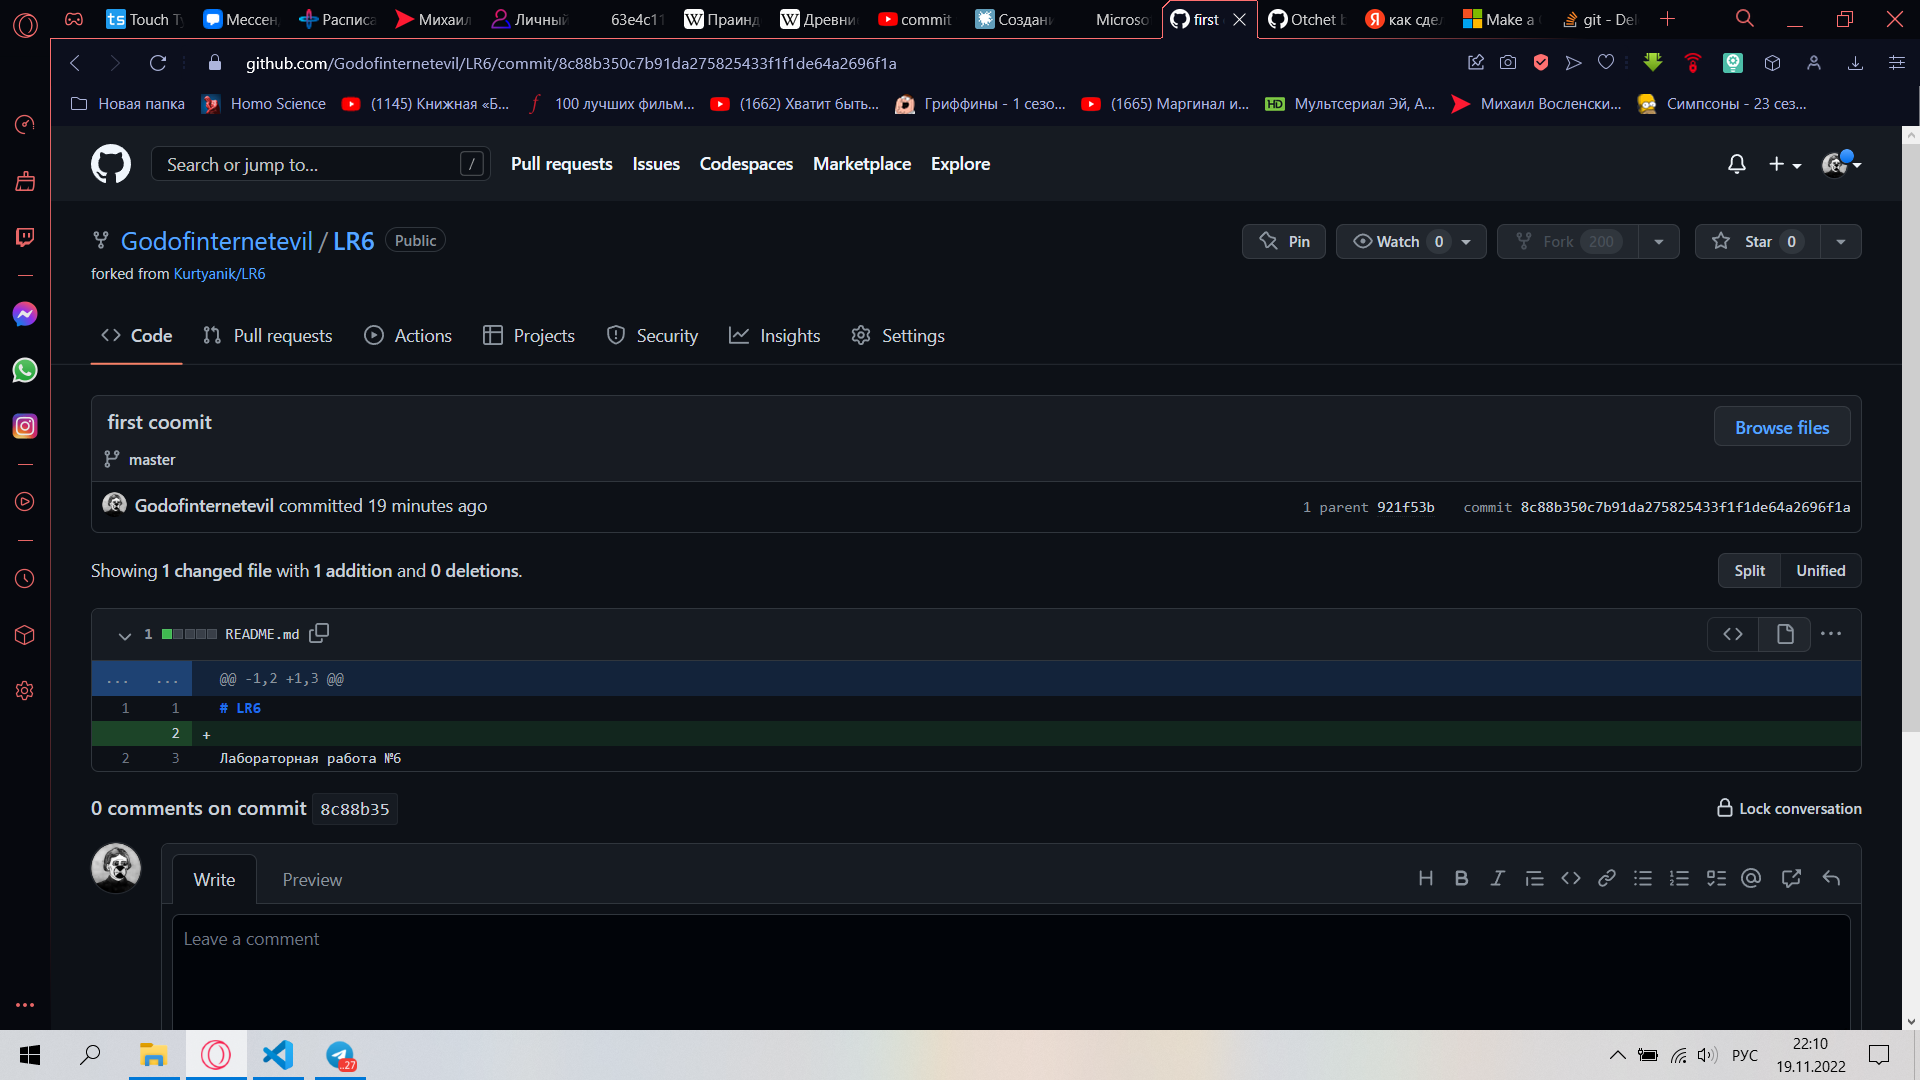 Touch Ty
Мессен
Расписа
Михаил
Личный
63e4c11
Праинд
Древни
commit
Создани
Microso
first
Otchet
как сде
Make a
git - Del
github.com/Godofinternetevil/LR6/commit/8c88b350c7b91da275825433f1f1de64a2696f1a
Новая папка
Homo Science
(1145) Книжная «Б...
100 лучших фильм...
(1662) Хватит быть...
Гриффины - 1 сезо...
(1665) Маргинал и...
HD Мультсериал Эй, А...
Михаил Восленски...
Симпсоны - 23 сез...
Search or jump to... /
Pull requests
Issues
Codespaces
Marketplace
Explore
Godofinternetevil / LR6 Public
Pin
Watch 0
Fork 200
Star 0
forked from Kurtyanik/LR6
Code
Pull requests
Actions
Projects
Security
Insights
Settings
first coomit
Browse files
master
Godofinternetevil committed 19 minutes ago
1 parent 921f53b commit 8c88b350c7b91da275825433f1f1de64a2696f1a
Showing 1 changed file with 1 addition and 0 deletions.
Split Unified
1 README.md
... ... @@ -1,2 +1,3 @@
1 1 # LR6
2 +
2 3 Лабораторная работа №6
0 comments on commit 8c88b35
Lock conversation
Write Preview
Leave a comment
27
РУС
22:10
19.11.2022